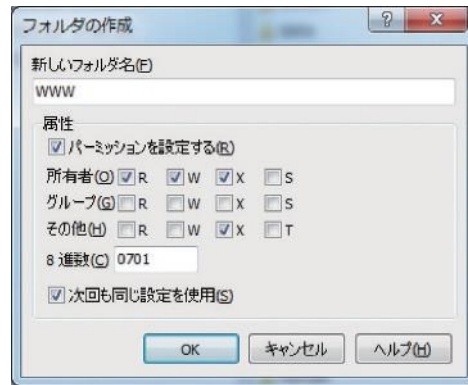 フォルダの作成
新しいフォルダ名(F)
WWW
属性
パーミッションを設定する(R)
所有者(O) R W X S
グループ(G) R W X S
その他(H) R W X T
8進数(C) 0701
次回も同じ設定を使用(S)
OK キャンセル ヘルプ(H)